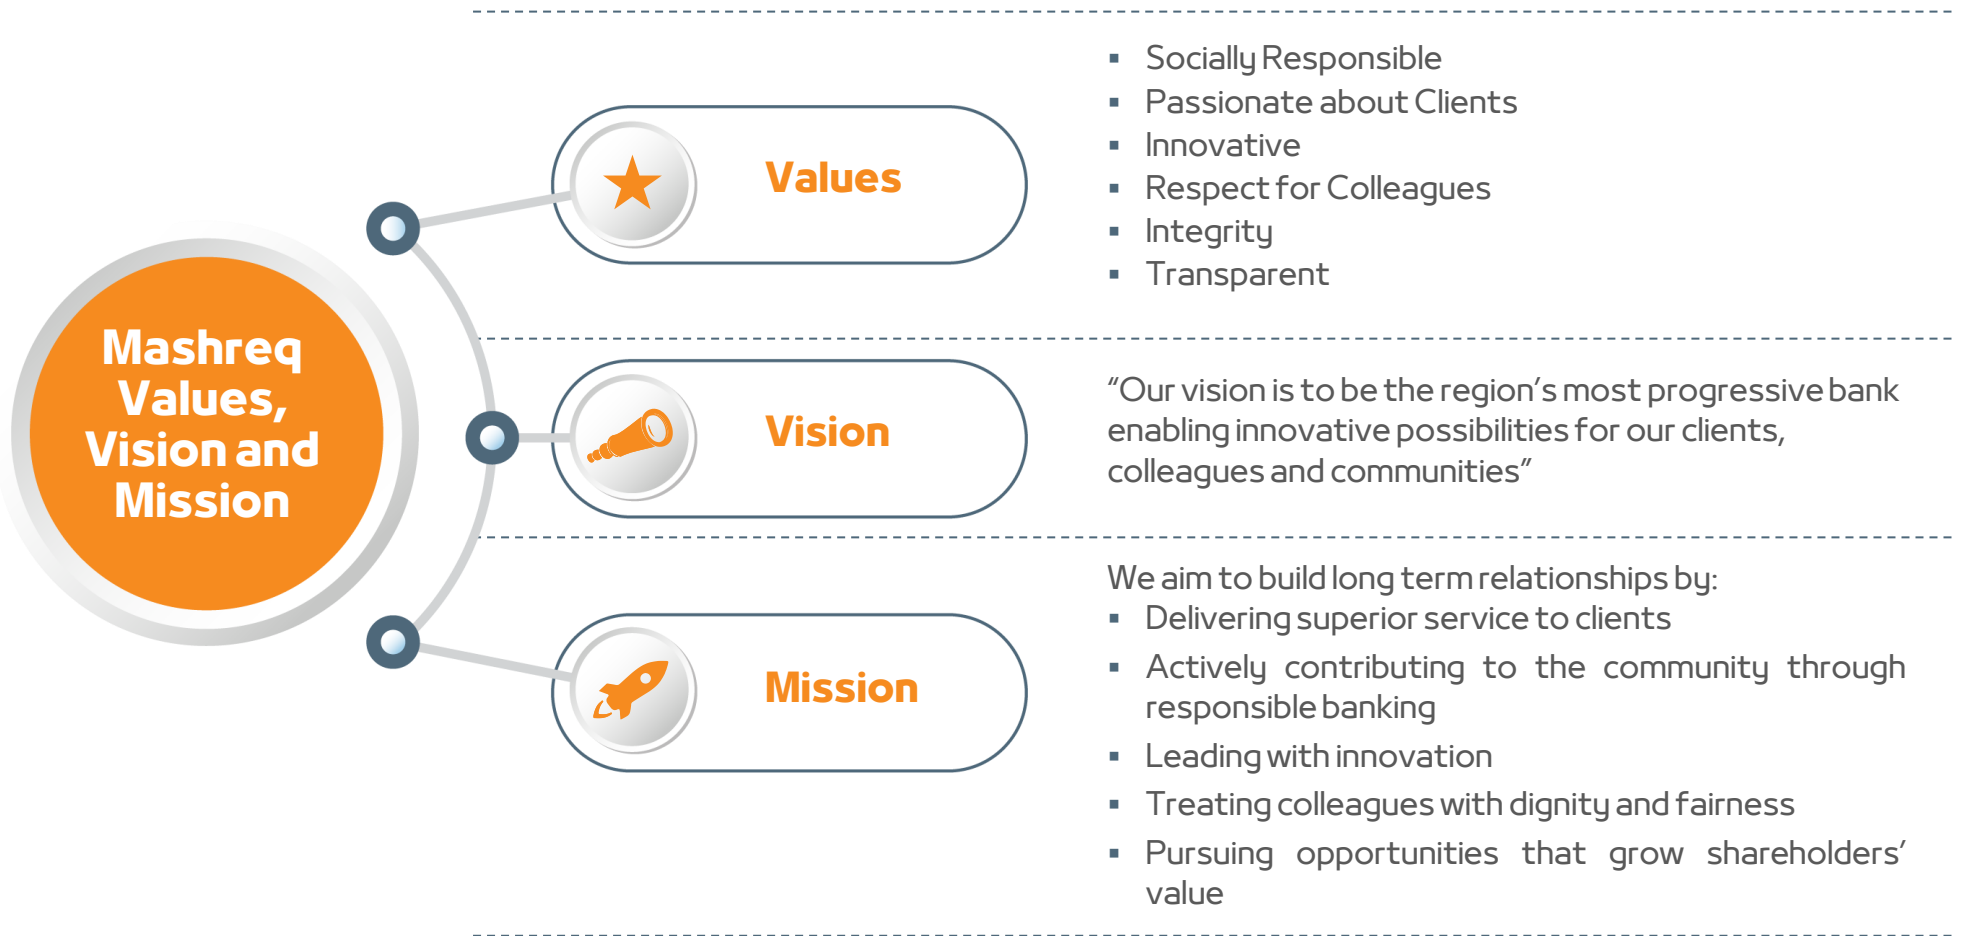 Mashreq
Values,
Vision and
Mission
Values
▪ Socially Responsible
▪ Passionate about Clients
▪ Innovative
▪ Respect for Colleagues
▪ Integrity
▪ Transparent
Vision
“Our vision is to be the region’s most progressive bank
enabling innovative possibilities for our clients,
colleagues and communities”
Mission
We aim to build long term relationships by:
▪ Delivering superior service to clients
▪ Actively contributing to the community through
responsible banking
▪ Leading with innovation
▪ Treating colleagues with dignity and fairness
▪ Pursuing opportunities that grow shareholders’
value